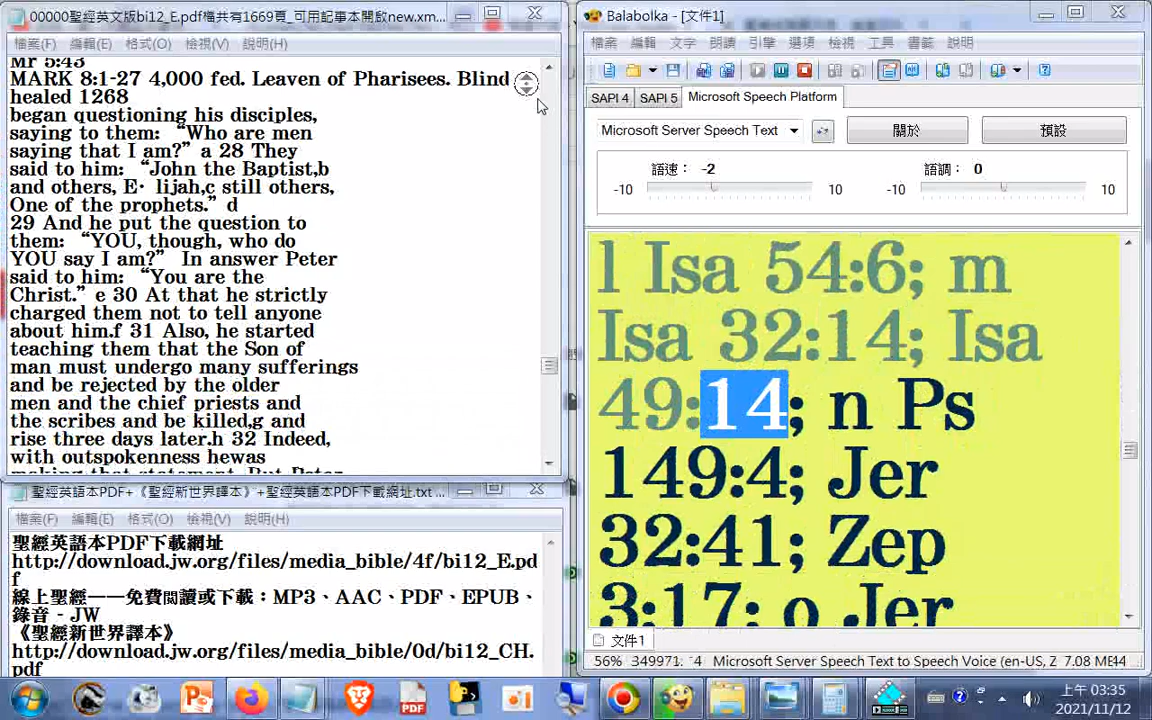 00000聖經英文版bi12_E.pdf檔共有1669頁_可用記事本開啟new.xm...
檔案(F) 編輯(E) 格式(O) 檢視(V) 說明(H)
Mr 5:43
MARK 8:1-27 4,000 fed. Leaven of Pharisees. Blind
healed 1268
began questioning his disciples,
saying to them: “Who are men
saying that I am?” a 28 They
said to him: “John the Baptist,b
and others, E· lijah,c still others,
One of the prophets.” d
29 And he put the question to
them: “YOU, though, who do
YOU say I am?” In answer Peter
said to him: “You are the
Christ.” e 30 At that he strictly
charged them not to tell anyone
about him.f 31 Also, he started
teaching them that the Son of
man must undergo many sufferings
and be rejected by the older
men and the chief priests and
the scribes and be killed,g and
rise three days later.h 32 Indeed,
with outspokenness hewas
making that statement. But Peter
聖經英語本PDF+《聖經新世界譯本》+聖經英語本PDF下載網址.txt ...
檔案(F) 編輯(E) 格式(O) 檢視(V) 說明(H)
聖經英語本PDF下載網址
http://download.jw.org/files/media_bible/4f/bi12_E.pd
f
線上聖經——免費閱讀或下載：MP3、AAC、PDF、EPUB、
錄音 - JW
《聖經新世界譯本》
http://download.jw.org/files/media_bible/0d/bi12_CH.
pdf
Balabolka - [文件1]
檔案 編輯 文字 朗讀 引擎 選項 檢視 工具 書籤 說明
SAPI 4 SAPI 5 Microsoft Speech Platform
Microsoft Server Speech Text 關於 預設
語速： -2 語調： 0
-10 10 -10 10
l Isa 54:6; m
Isa 32:14; Isa
49:14; n Ps
149:4; Jer
32:41; Zep
3:17; o Jer
文件1
56% 349971. 4 Microsoft Server Speech Text to Speech Voice (en-US, Z 7.08 ME44
上午 03:35
2021/11/12